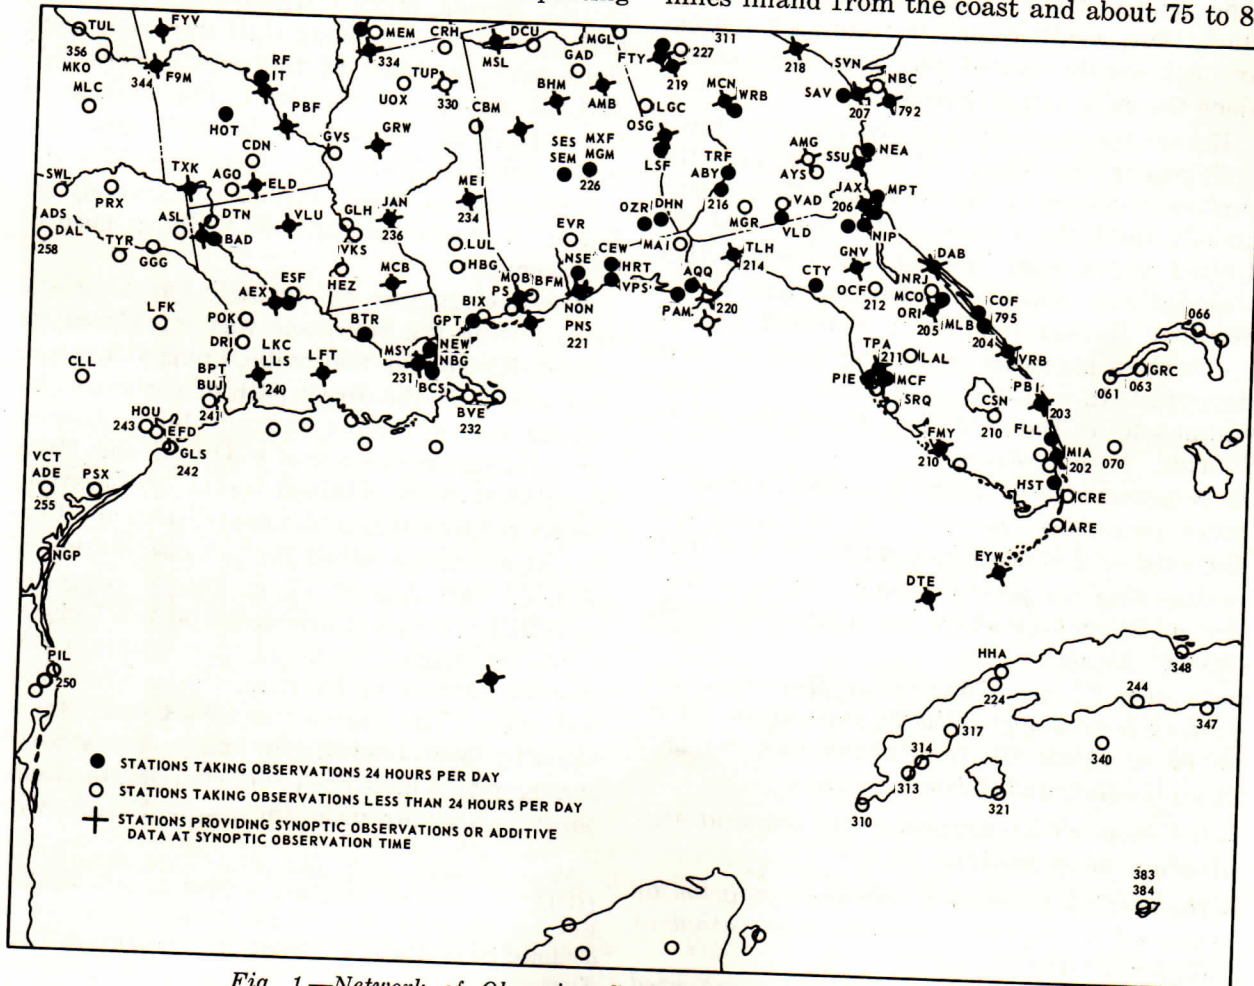 miles inland from the coast and about 75 to 8
TUL
356
MKO
MLC
FYV
F9M
344
RF
IT
PBF
HOT
MEM
334
CRH
DCU
MSL
MGL
GAD
FTY
227
219
311
218
SVN
NBC
SAV
207
792
TUP
UOX
330
CBM
BHM
AMB
LGC
OSG
LSF
MCN
WRB
GVS
GRW
CDN
SES
SEM
MXF
MGM
226
TRF
ABY
216
AMG
AYS
SSU
NEA
SWL
PRX
TXK
AGO
ELD
MEI
234
JAX
206
MPT
NIP
ADS
DAL
258
ASL
DTN
BAD
VLU
GLH
VKS
JAN
236
LUL
HBG
EVR
NSE
OZR
DHN
MAI
MGR
VAD
VLD
TYR
GGG
CEW
HRT
VPS
AQQ
PAM
TLH
214
220
GNV
CTY
OCF
212
DAB
NRJ
MCO
ORI
205
COF
795
MLB
204
ESF
AEX
HEZ
MCB
MOB
BFM
PS
NON
PNS
221
LFK
POK
DRI
BTR
GPT
BIX
NEW
NBG
MSY
231
BCS
BVE
232
CLL
BPT
BUJ
241
LKC
LLS
240
LFT
TPA
211
LAL
PIE
MCF
SRQ
VRB
PBI
203
CSN
210
FLL
MIA
202
FMY
210
HST
CRE
ARE
EYW
DTE
066
GRC
063
061
070
HOU
243
EFD
GLS
242
VCT
ADE
255
PSX
NGP
PIL
250
HHA
224
348
244
347
317
314
313
310
321
340
383
384
STATIONS TAKING OBSERVATIONS 24 HOURS PER DAY
STATIONS TAKING OBSERVATIONS LESS THAN 24 HOURS PER DAY
STATIONS PROVIDING SYNOPTIC OBSERVATIONS OR ADDITIVE
DATA AT SYNOPTIC OBSERVATION TIME
Fig. 1.—Network of